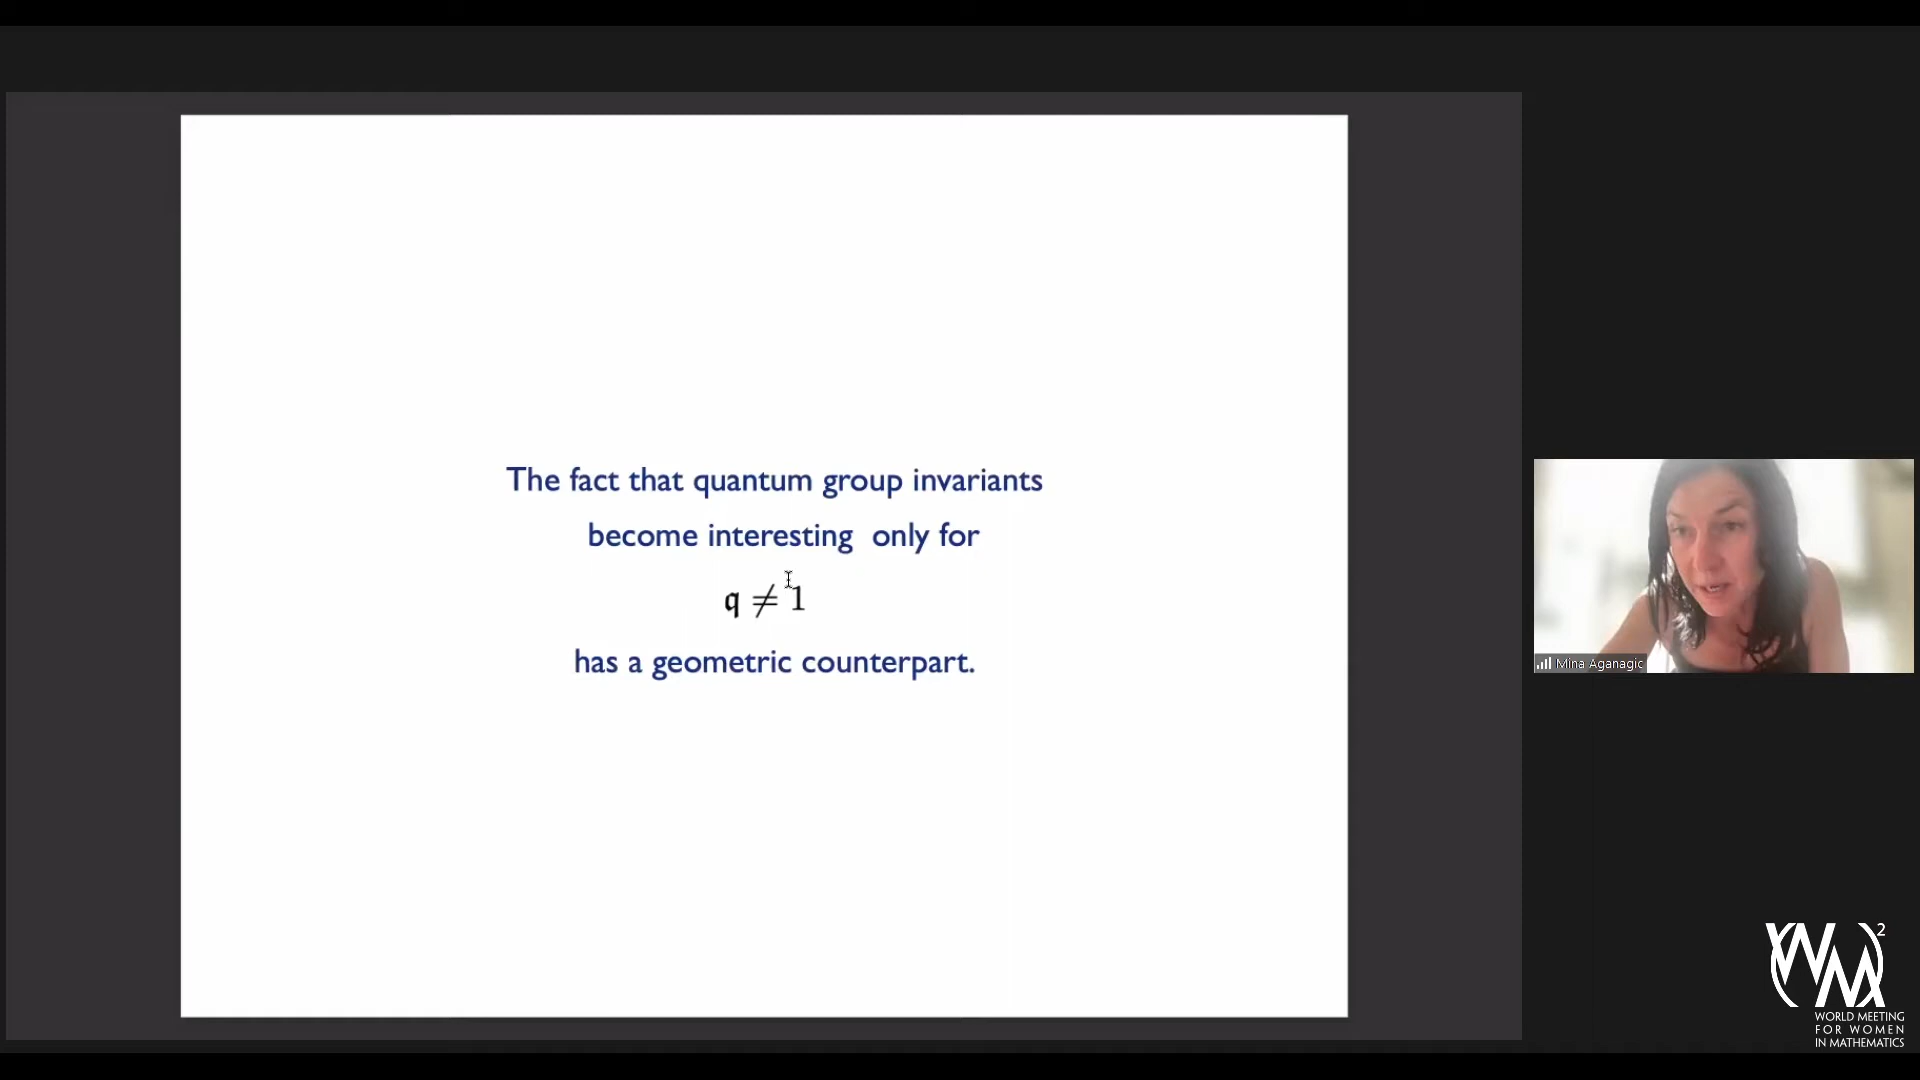 The fact that quantum group invariants
become interesting only for
𝔮 ≠ 1
has a geometric counterpart.
Mina Aganagic
WM² 
WORLD MEETING
FOR WOMEN
IN MATHEMATICS